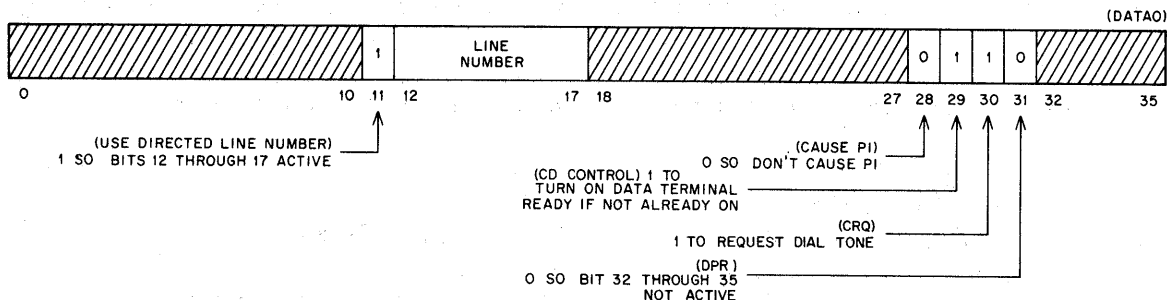 (DATAO)
1 LINE NUMBER 0 1 1 0
0 10 11 12 17 18 27 28 29 30 31 32 35
(USE DIRECTED LINE NUMBER)
1 SO BITS 12 THROUGH 17 ACTIVE
(CAUSE PI)
0 SO DON'T CAUSE PI
(CD CONTROL) 1 TO
TURN ON DATA TERMINAL
READY IF NOT ALREADY ON
(CRQ)
1 TO REQUEST DIAL TONE
(DPR)
0 SO BIT 32 THROUGH 35
NOT ACTIVE